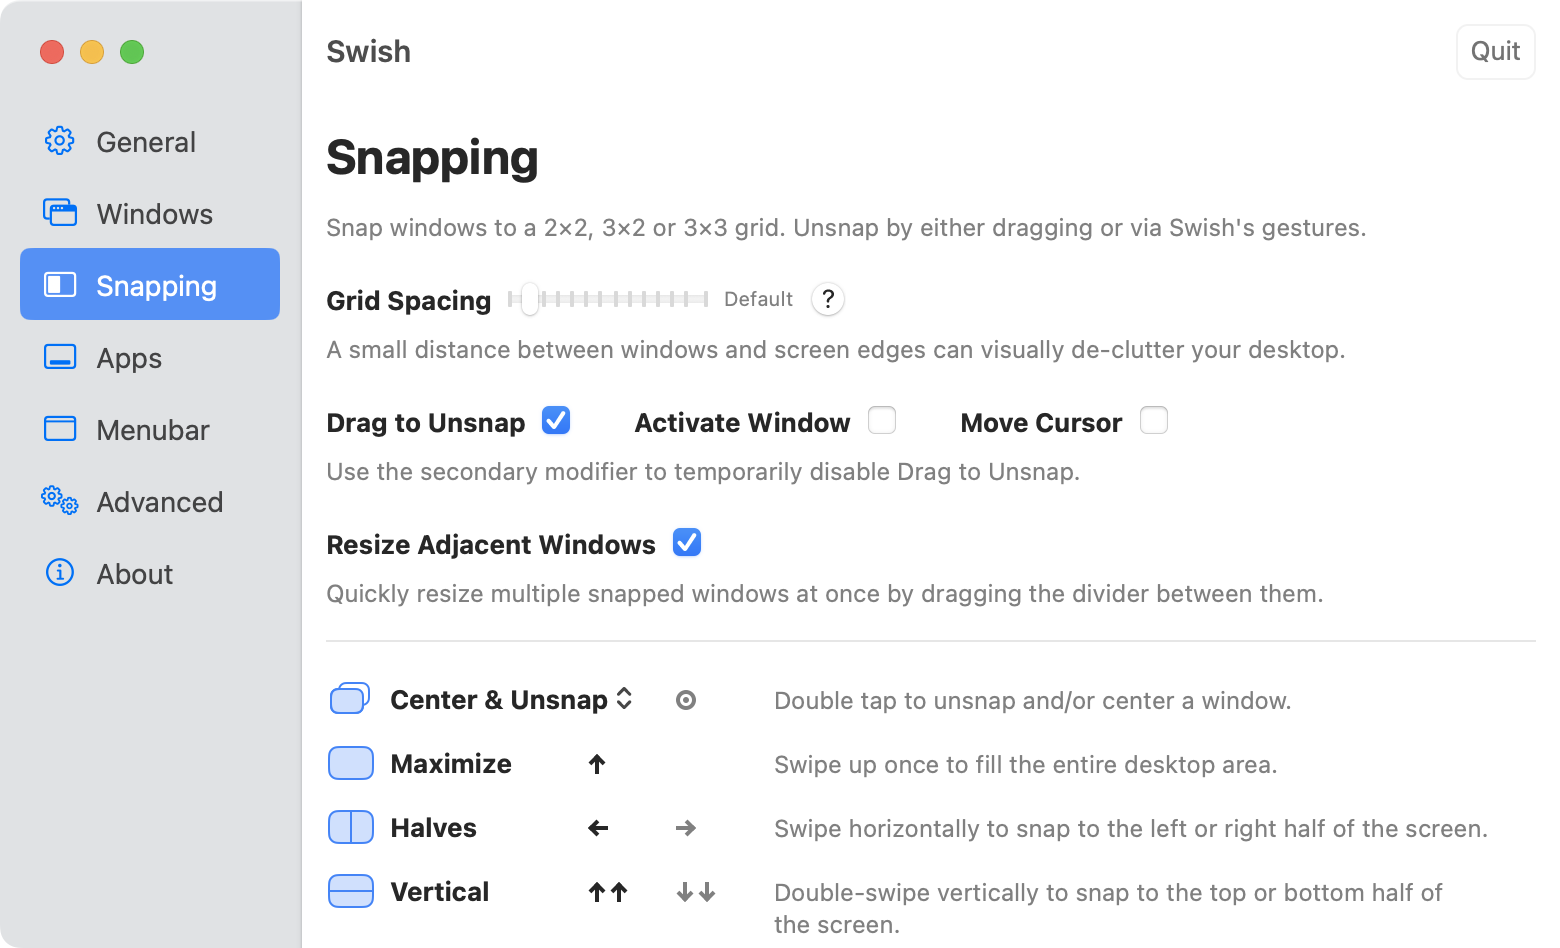 Swish
Quit
General
Windows
Snapping
Apps
Menubar
Advanced
About
Snapping
Snap windows to a 2×2, 3×2 or 3×3 grid. Unsnap by either dragging or via Swish's gestures.
Grid Spacing Default ?
A small distance between windows and screen edges can visually de-clutter your desktop.
Drag to Unsnap Activate Window Move Cursor
Use the secondary modifier to temporarily disable Drag to Unsnap.
Resize Adjacent Windows
Quickly resize multiple snapped windows at once by dragging the divider between them.
Center & Unsnap Double tap to unsnap and/or center a window.
Maximize ↑ Swipe up once to fill the entire desktop area.
Halves ← → Swipe horizontally to snap to the left or right half of the screen.
Vertical ↑↑ ↓↓ Double-swipe vertically to snap to the top or bottom half of
the screen.